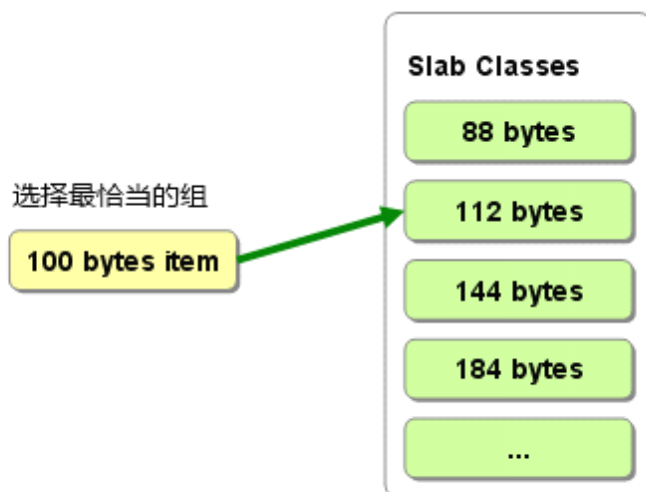 Slab Classes
88 bytes
选择最恰当的组
112 bytes
100 bytes item
144 bytes
184 bytes
...